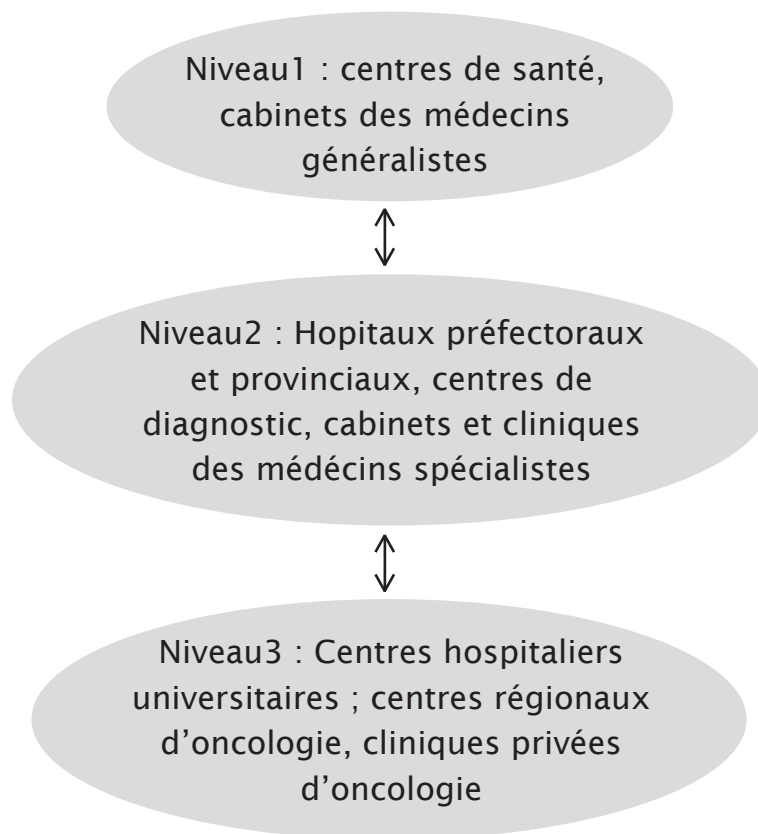 Niveau1 : centres de santé,
cabinets des médecins
généralistes
Niveau2 : Hopitaux préfectoraux
et provinciaux, centres de
diagnostic, cabinets et cliniques
des médécins spécialistes
Niveau3 : Centres hospitaliers
universitaires ; centres régionaux
d’oncologie, cliniques privées
d’oncologie